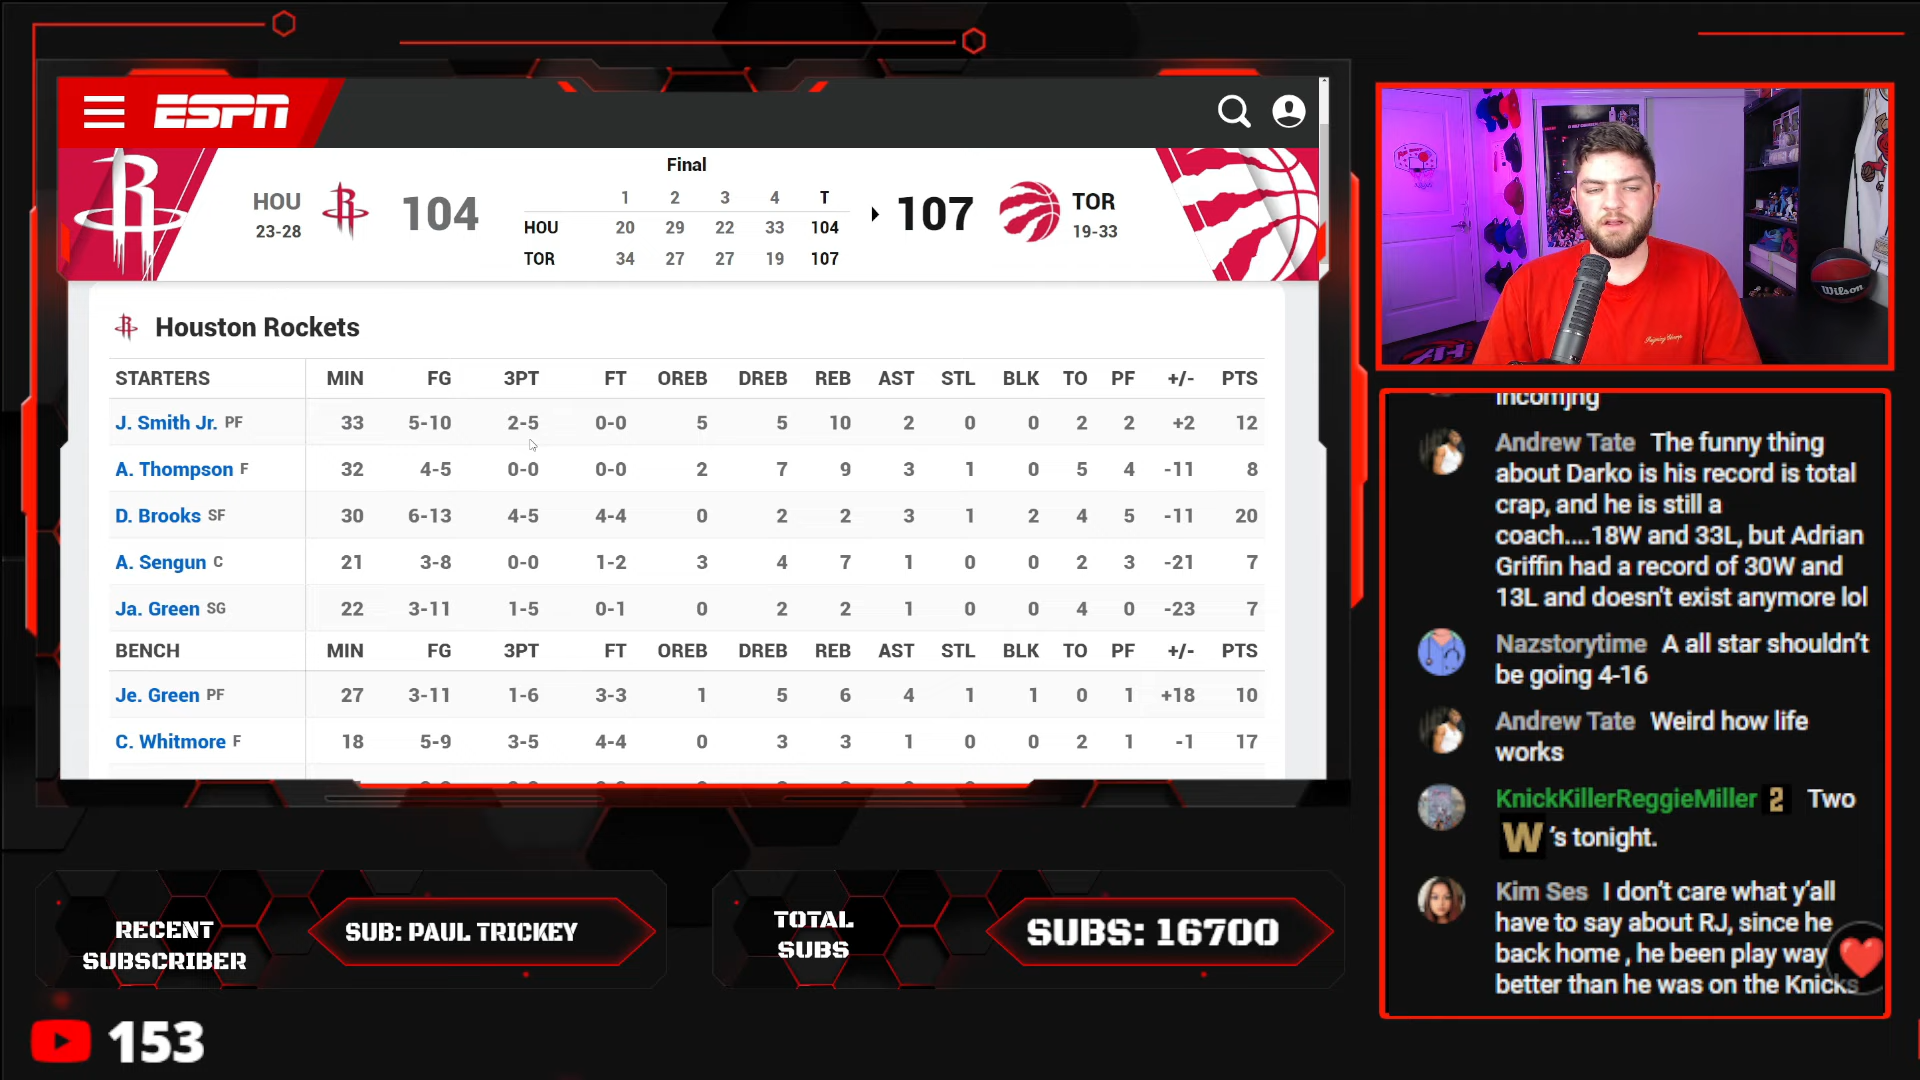 ESPN
Final
HOU
23-28
104
1 2 3 4 T
HOU 20 29 22 33 104
TOR 34 27 27 19 107
107
TOR
19-33
Houston Rockets
STARTERS MIN FG 3PT FT OREB DREB REB AST STL BLK TO PF +/- PTS
J. Smith Jr. PF 33 5-10 2-5 0-0 5 5 10 2 0 0 2 2 +2 12
A. Thompson F 32 4-5 0-0 0-0 2 7 9 3 1 0 5 4 -11 8
D. Brooks SF 30 6-13 4-5 4-4 0 2 2 3 1 2 4 5 -11 20
A. Sengun C 21 3-8 0-0 1-2 3 4 7 1 0 0 2 3 -21 7
Ja. Green SG 22 3-11 1-5 0-1 0 2 2 1 0 0 4 0 -23 7
BENCH MIN FG 3PT FT OREB DREB REB AST STL BLK TO PF +/- PTS
Je. Green PF 27 3-11 1-6 3-3 1 5 6 4 1 1 0 1 +18 10
C. Whitmore F 18 5-9 3-5 4-4 0 3 3 1 0 0 2 1 -1 17
Wilson
incomjng
Andrew Tate The funny thing
about Darko is his record is total
crap, and he is still a
coach....18W and 33L, but Adrian
Griffin had a record of 30W and
13L and doesn't exist anymore lol
Nazstorytime A all star shouldn't
be going 4-16
Andrew Tate Weird how life
works
KnickKillerReggieMiller 2 Two
W 's tonight.
Kim Ses I don't care what y'all
have to say about RJ, since he
back home , he been play way
better than he was on the Knicks
RECENT
SUBSCRIBER
SUB: PAUL TRICKEY
TOTAL
SUBS
SUBS: 16700
153